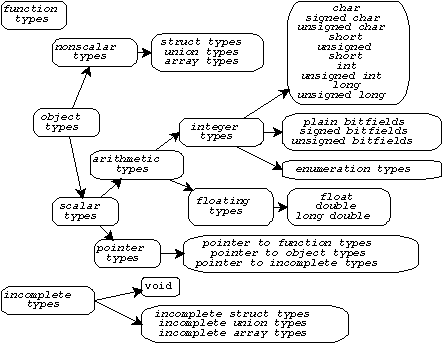 function
types
nonscalar
types
struct types
union types
array types
char
signed char
unsigned char
short
unsigned
short
int
unsigned int
long
unsigned long
object
types
integer
types
plain bitfields
signed bitfields
unsigned bitfields
arithmetic
types
enumeration types
scalar
types
floating
types
float
double
long double
pointer
types
pointer to function types
pointer to object types
pointer to incomplete types
incomplete
types
void
incomplete struct types
incomplete union types
incomplete array types